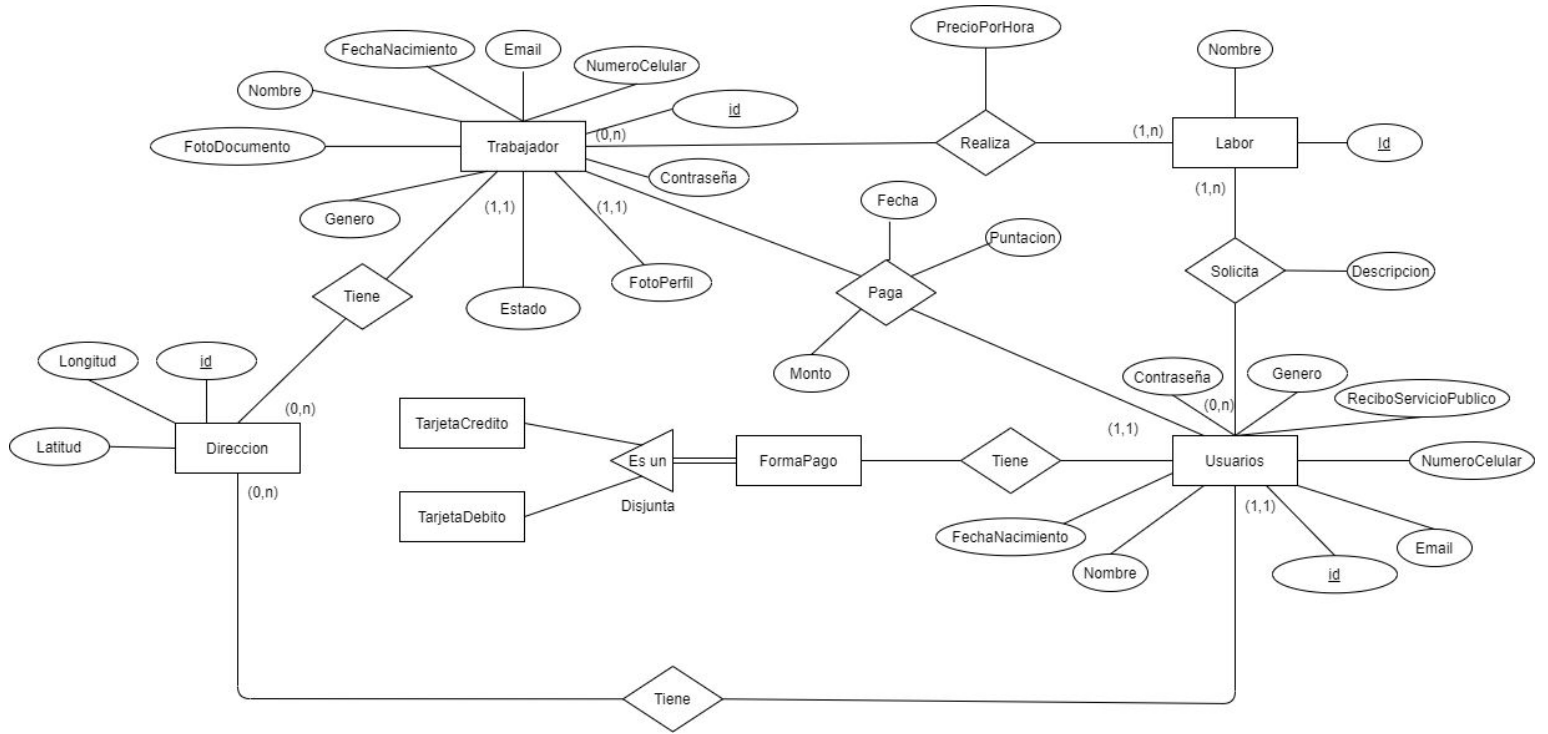 PrecioPorHora
Email
FechaNacimiento
Nombre
NumeroCelular
Nombre
id
(0,n)
(1,n)
Trabajador
Realiza
Labor
Id
FotoDocumento
Contraseña
(1,n)
Fecha
(1,1)
(1,1)
Genero
Puntacion
Solicita
Descripcion
FotoPerfil
Tiene
Paga
Estado
Longitud
id
Monto
Contraseña
Genero
ReciboServicioPublico
(0,n)
(0,n)
TarjetaCredito
(1,1)
Latitud
Direccion
Es un
FormaPago
Tiene
Usuarios
NumeroCelular
(0,n)
Disjunta
(1,1)
TarjetaDebito
FechaNacimiento
Email
Nombre
id
Tiene